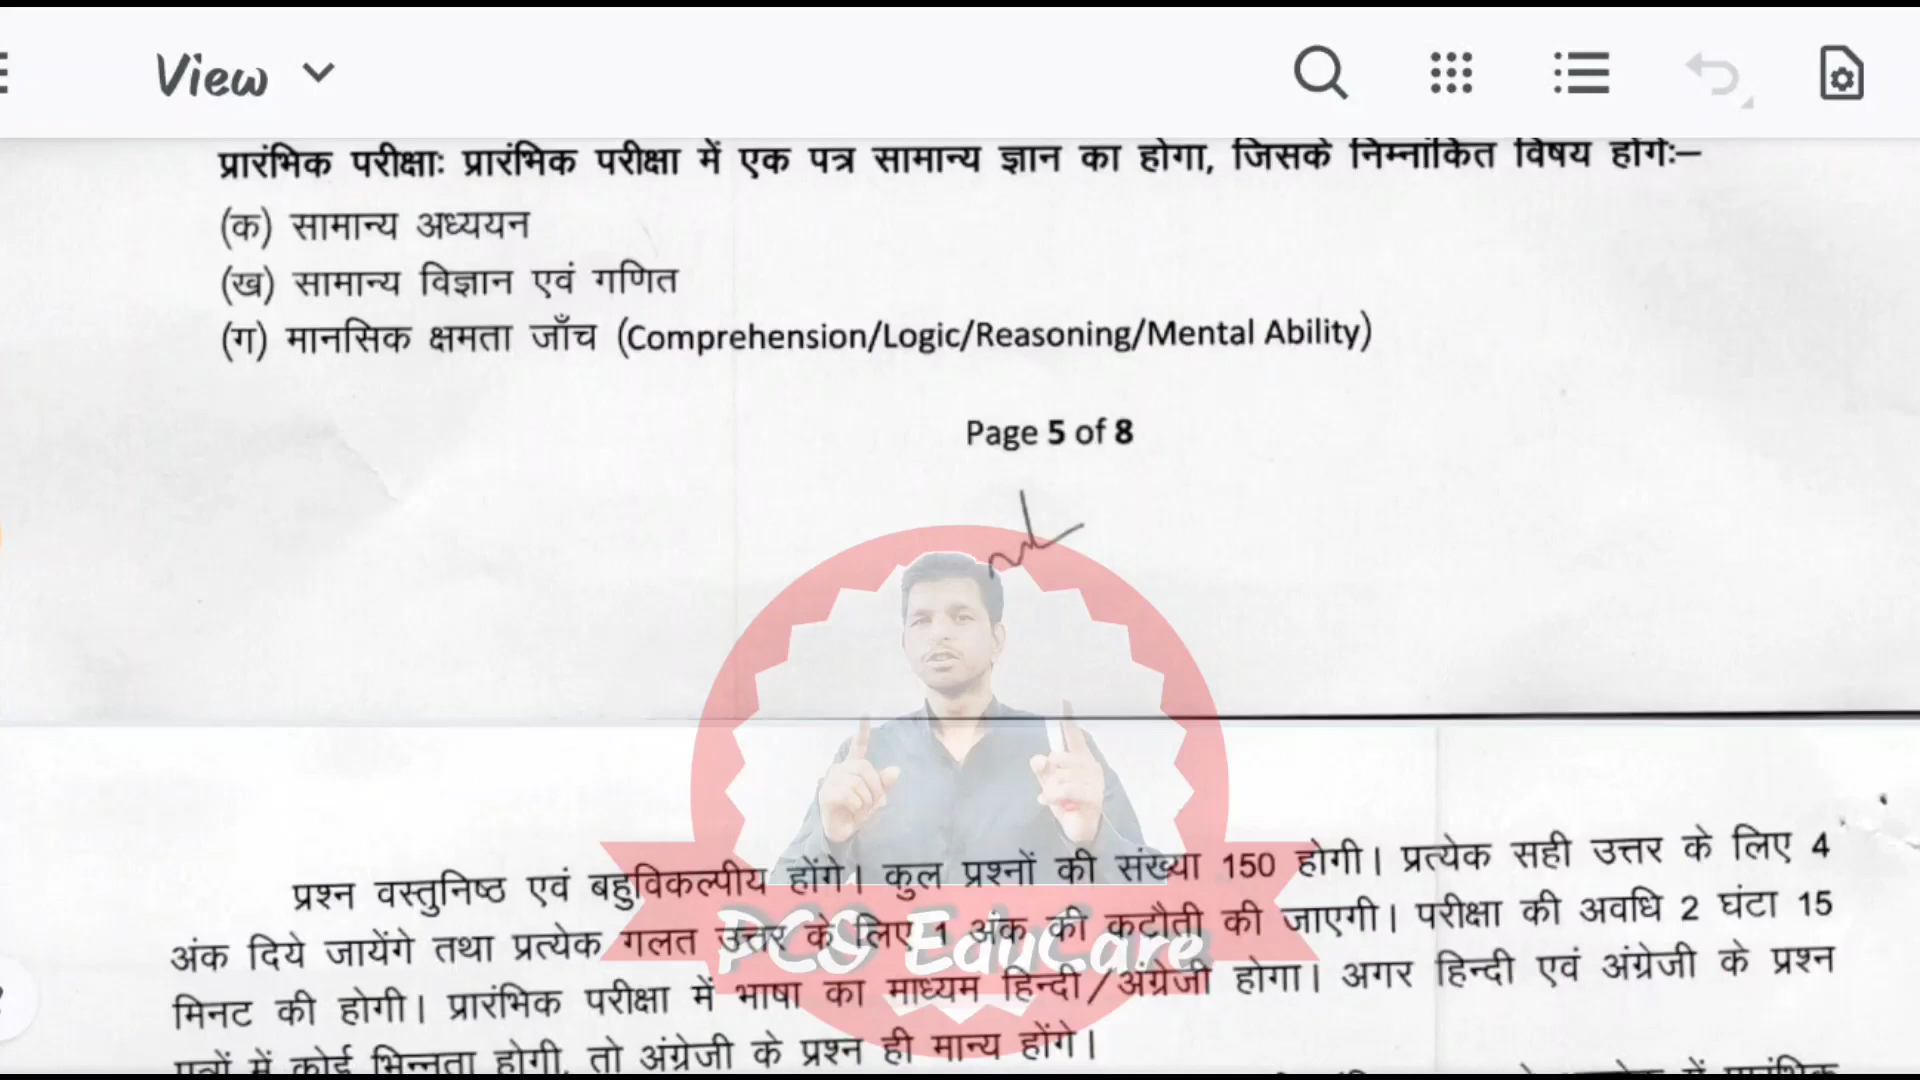 View
प्रारंभिक परीक्षाः प्रारंभिक परीक्षा में एक पत्र सामान्य ज्ञान का होगा, जिसके निम्नांकित विषय होंगेः–
(क) सामान्य अध्ययन
(ख) सामान्य विज्ञान एवं गणित
(ग) मानसिक क्षमता जाँच (Comprehension/Logic/Reasoning/Mental Ability)
Page 5 of 8
प्रश्न वस्तुनिष्ठ एवं बहुविकल्पीय होंगे। कुल प्रश्नों की संख्या 150 होगी। प्रत्येक सही उत्तर के लिए 4
अंक दिये जायेंगे तथा प्रत्येक गलत उत्तर के लिए 1 अंक की कटौती की जाएगी। परीक्षा की अवधि 2 घंटा 15
PCS EduCare
मिनट की होगी। प्रारंभिक परीक्षा में भाषा का माध्यम हिन्दी/अंग्रेजी होगा। अगर हिन्दी एवं अंग्रेजी के प्रश्न
पत्रों में कोई भिन्नता होगी, तो अंग्रेजी के प्रश्न ही मान्य होंगे।